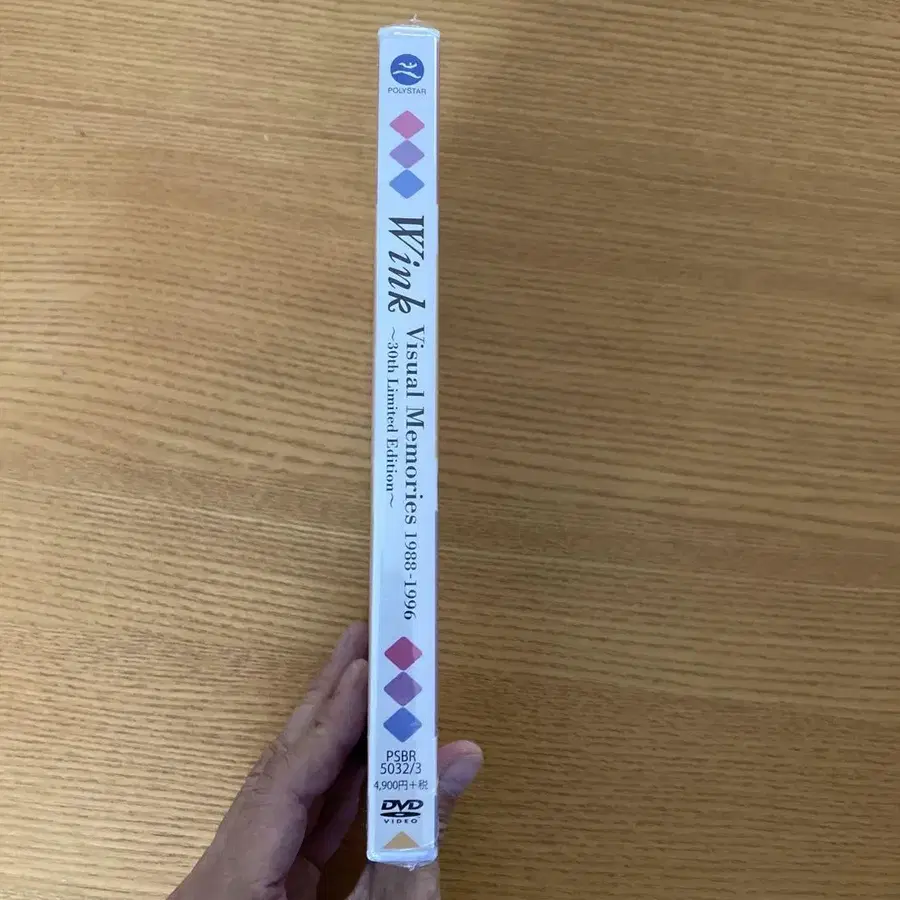 POLYSTAR
Wink
Visual Memories 1988-1996
~30th Limited Edition~
PSBR
5032/3
4,900円+税
DVD
VIDEO